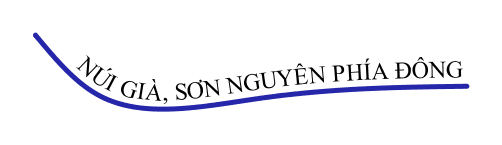 NÚI GIÀ, SƠN NGUYÊN PHÍA ĐÔNG